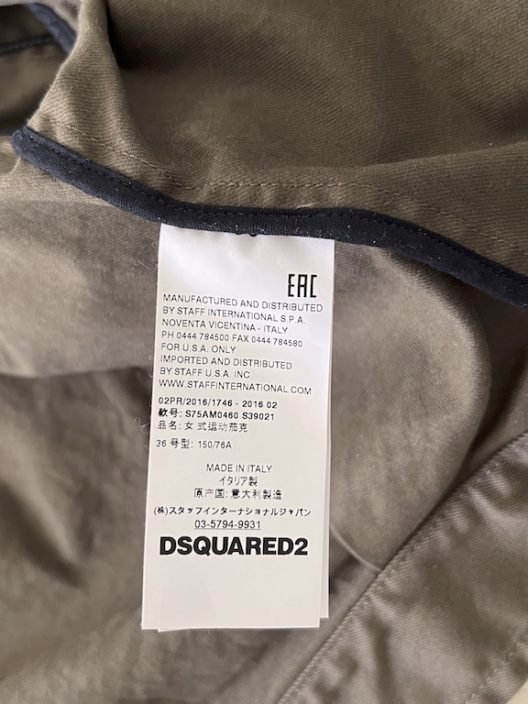 EAC
MANUFACTURED AND DISTRIBUTED
BY STAFF INTERNATIONAL S.P.A.
NOVENTA VICENTINA - ITALY
PH 0444 784500 FAX 0444 784580
FOR U.S.A. ONLY
IMPORTED AND DISTRIBUTED
BY STAFF U.S.A. INC.
WWW.STAFFINTERNATIONAL.COM
02PR/2016/1746 - 2016 02
款号: S75AM0460 S39021
品名: 女式运动茄克
36 号型: 150/76A
MADE IN ITALY
イタリア製
原产国: 意大利製造
(株)スタッフインターナショナルジャパン
03-5794-9931
DSQUARED2